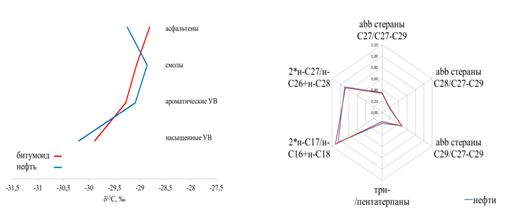 асфальтены
смолы
ароматические УВ
насыщенные УВ
битумоид
нефть
-31,5
-31
-30,5
-30
-29,5
-29
-28,5
-28
-27,5
δ¹³C, ‰
abb стераны
C27/C27-C29
2*н-C27/н-
C26+н-C28
abb стераны
C28/C27-C29
2*н-C17/н-
C16+н-C18
abb стераны
C29/C27-C29
три-
/пентатерпаны
нефти
0,00